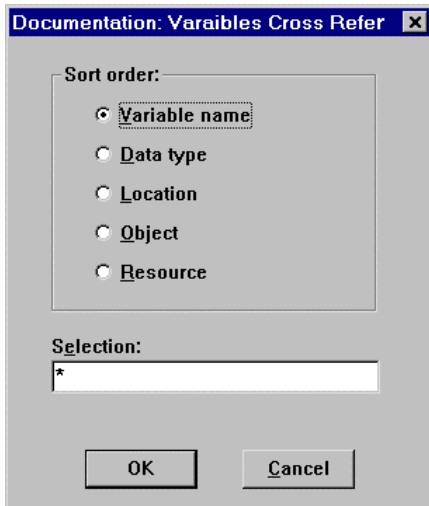 Documentation: Varaibles Cross Refer
Sort order:
Variable name
Data type
Location
Object
Resource
Selection:
*
OK
Cancel